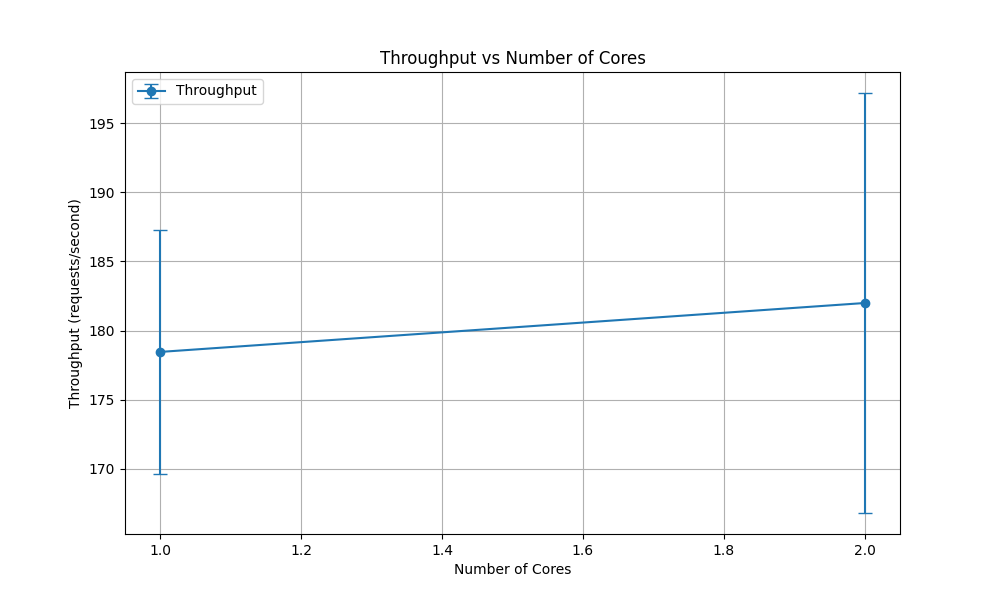 Throughput vs Number of Cores
Throughput
Throughput (requests/second)
195
190
185
180
175
170
1.0 1.2 1.4 1.6 1.8 2.0
Number of Cores